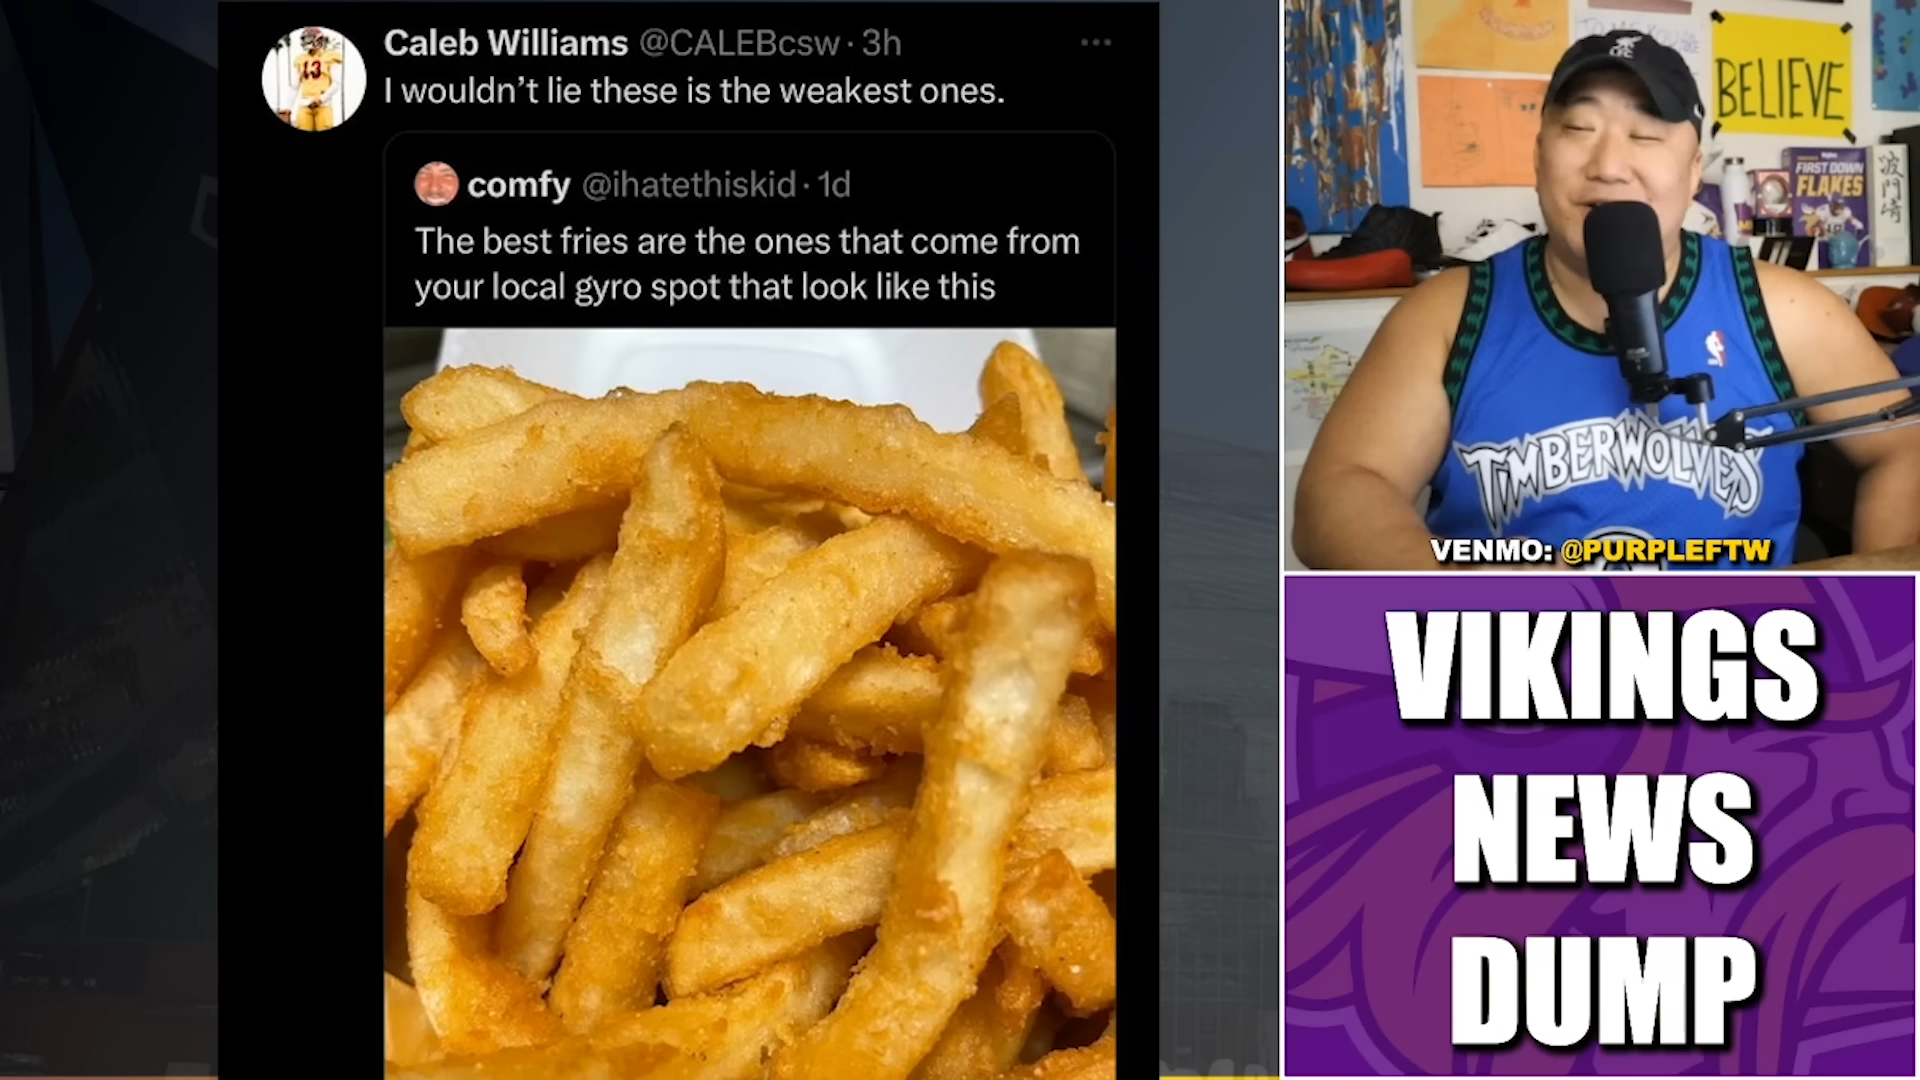 Caleb Williams @CALEBcsw · 3h
I wouldn't lie these is the weakest ones.
comfy @ihatethiskid · 1d
The best fries are the ones that come from
your local gyro spot that look like this
BELIEVE
FIRST DOWN
FLAKES
TIMBERWOLVES
VENMO: @PURPLEFTW
VIKINGS
NEWS
DUMP